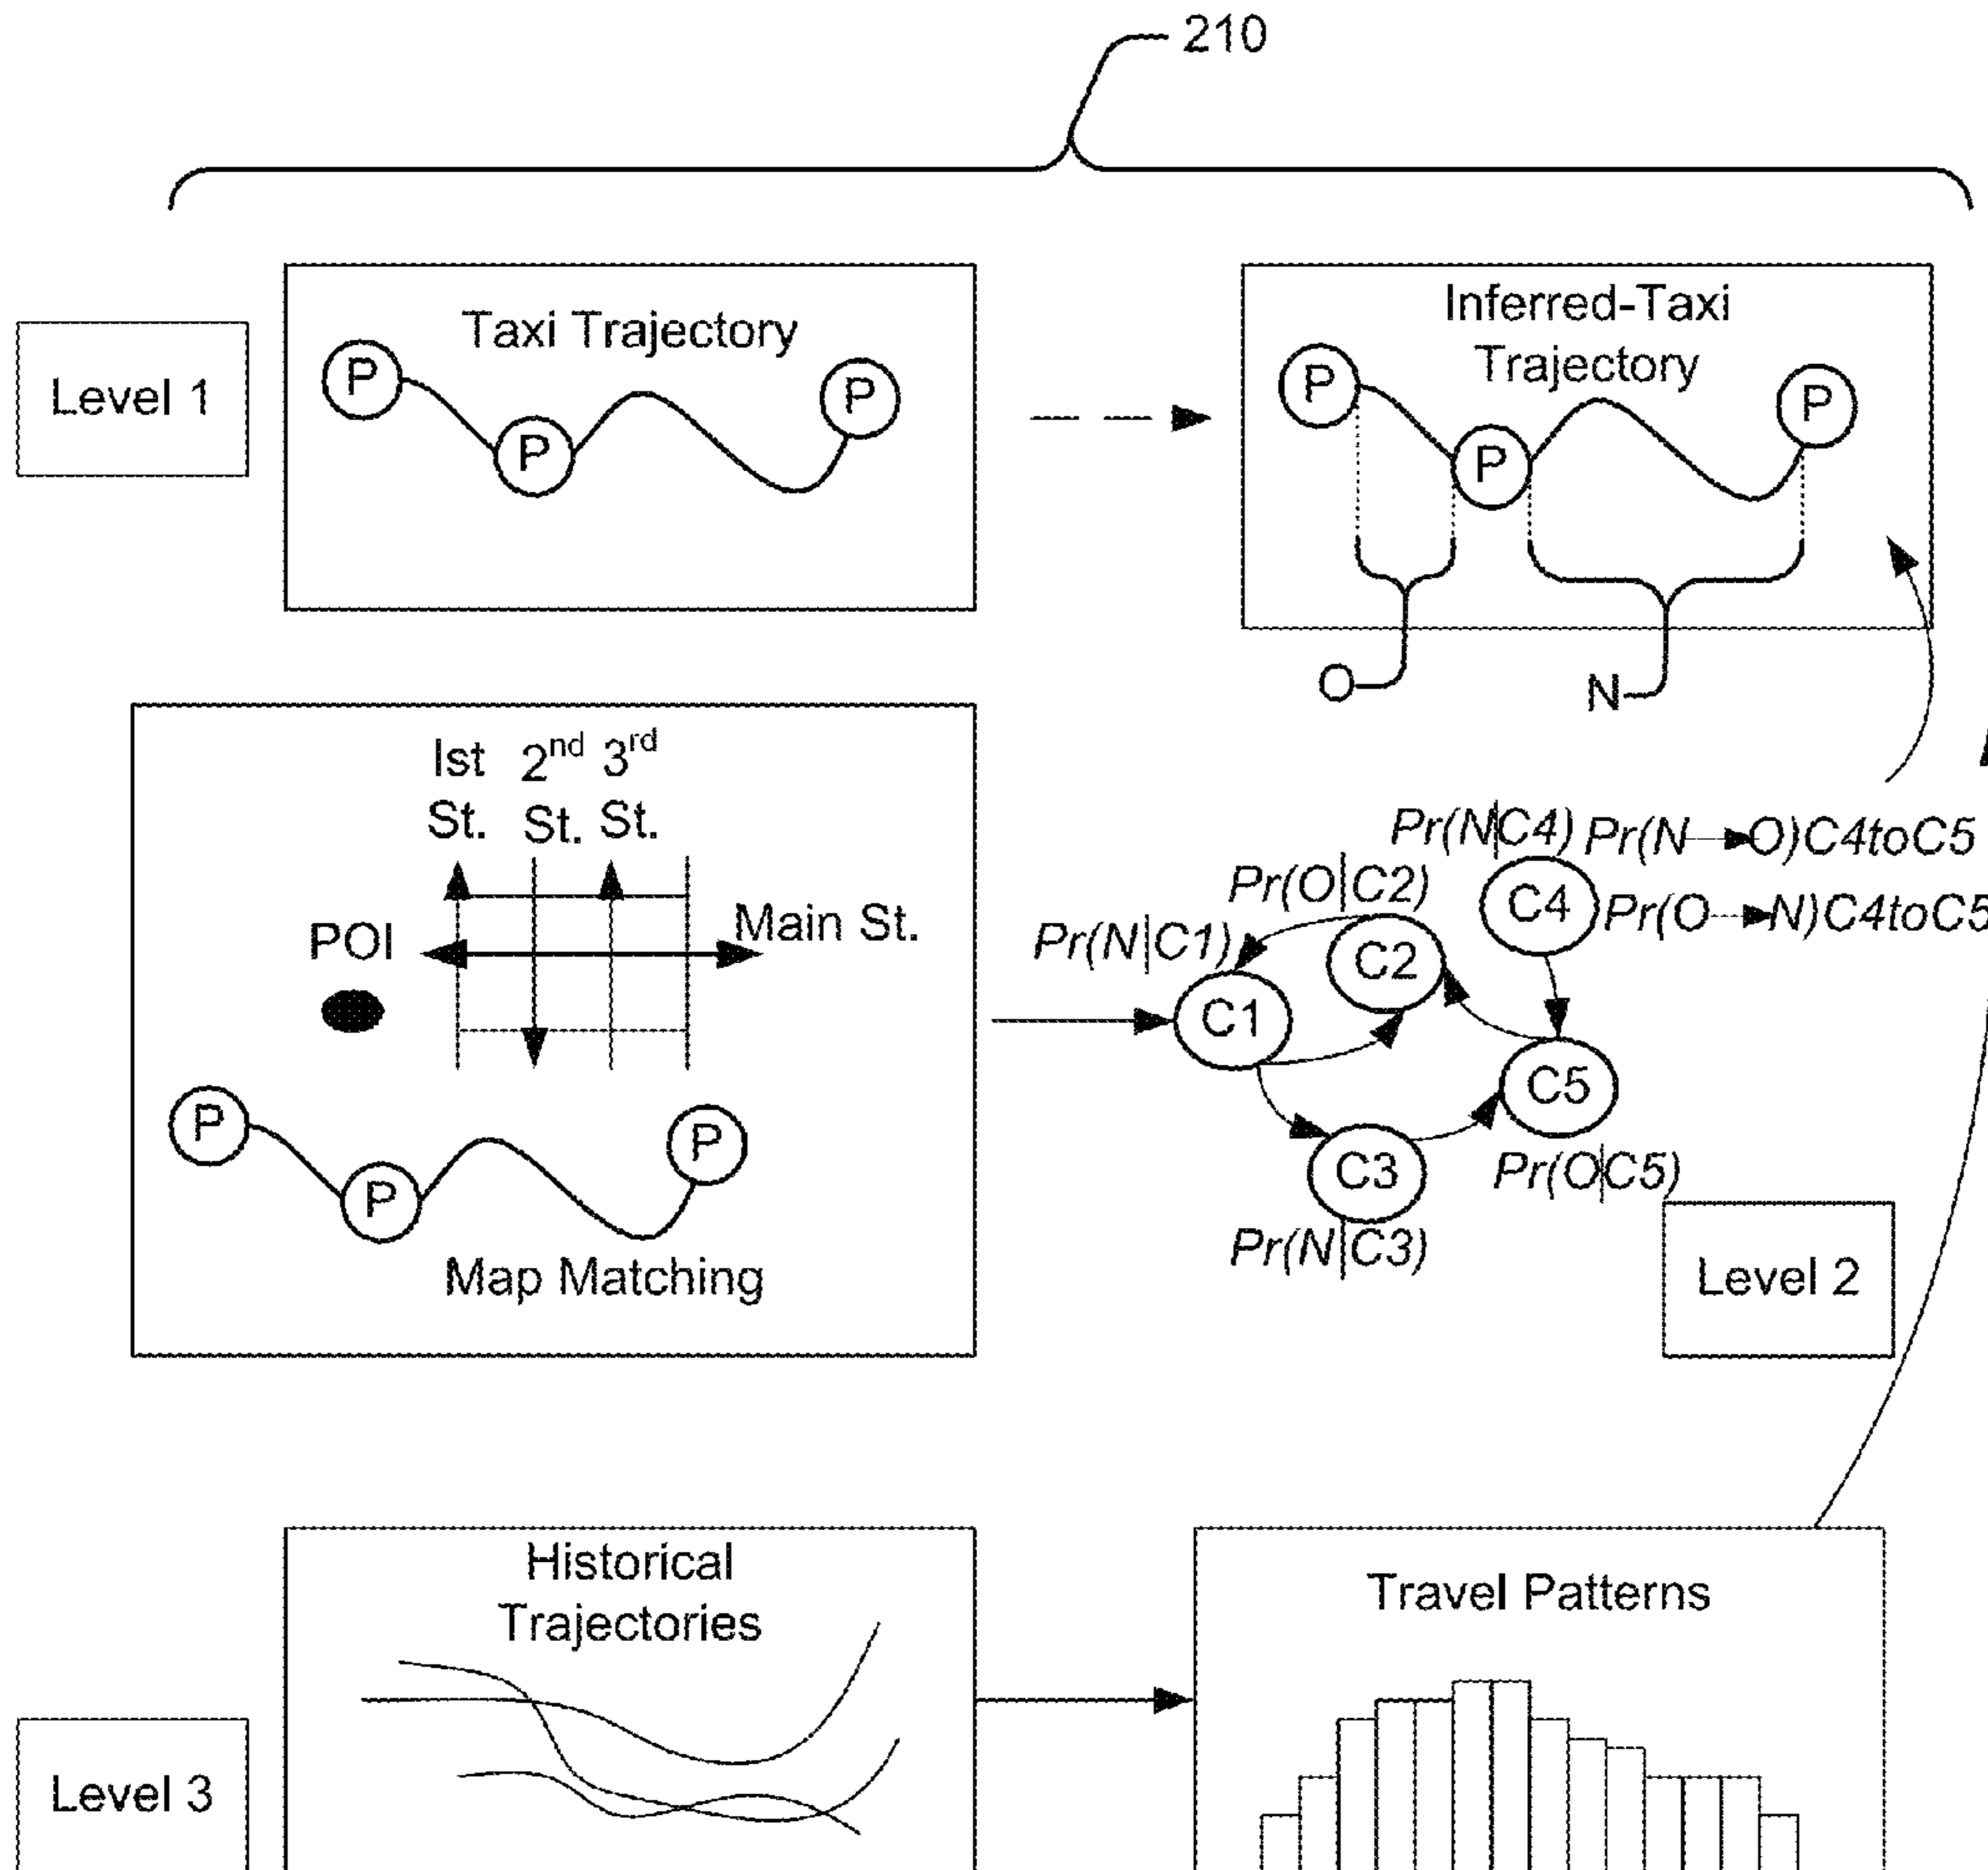 210
Level 1
Taxi Trajectory
P
P
P
Inferred-Taxi
Trajectory
P
P
P
O
N
Ist 2nd 3rd
St. St. St.
POI
Main St.
P
P
P
Map Matching
Pr(N|C4) Pr(N→O)C4toC5
Pr(O|C2)
C4
Pr(O→N)C4toC5
Pr(N|C1)
C2
C1
C5
C3
Pr(O|C5)
Pr(N|C3)
Level 2
Historical
Trajectories
Travel Patterns
Level 3